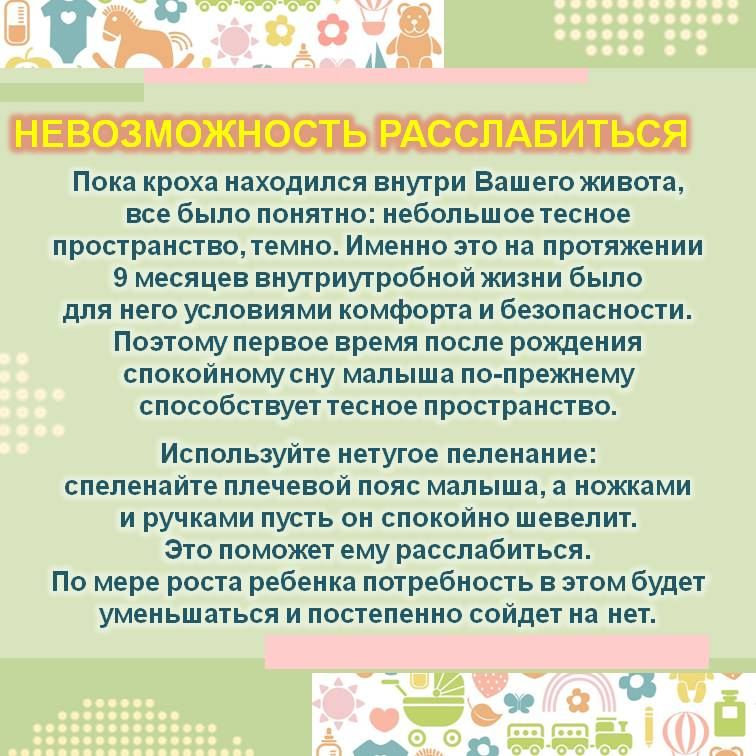 НЕВОЗМОЖНОСТЬ РАССЛАБИТЬСЯ
Пока кроха находился внутри Вашего живота,
все было понятно: небольшое тесное
пространство, темно. Именно это на протяжении
9 месяцев внутриутробной жизни было
для него условиями комфорта и безопасности.
Поэтому первое время после рождения
спокойному сну малыша по-прежнему
способствует тесное пространство.
Используйте нетугое пеленание:
спеленайте плечевой пояс малыша, а ножками
и ручками пусть он спокойно шевелит.
Это поможет ему расслабиться.
По мере роста ребенка потребность в этом будет
уменьшаться и постепенно сойдет на нет.